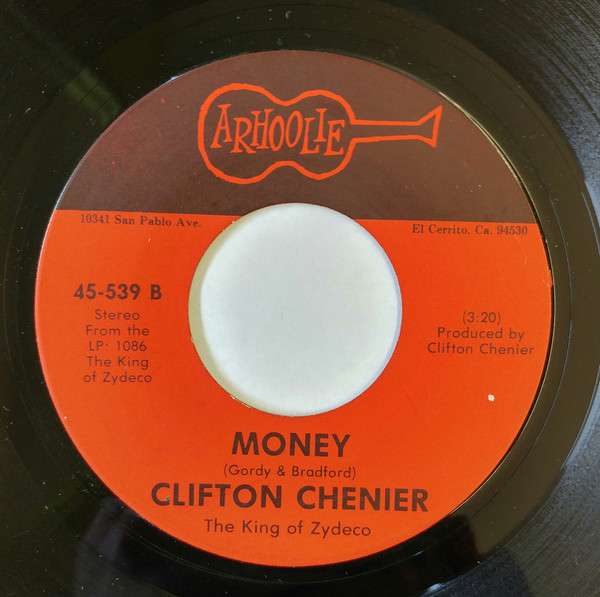 ARHOOLIE
10341 San Pablo Ave.
El Cerrito, Ca. 94530
45-539 B
Stereo
From the
LP: 1086
The King
of Zydeco
(3:20)
Produced by
Clifton Chenier
MONEY
(Gordy & Bradford)
CLIFTON CHENIER
The King of Zydeco